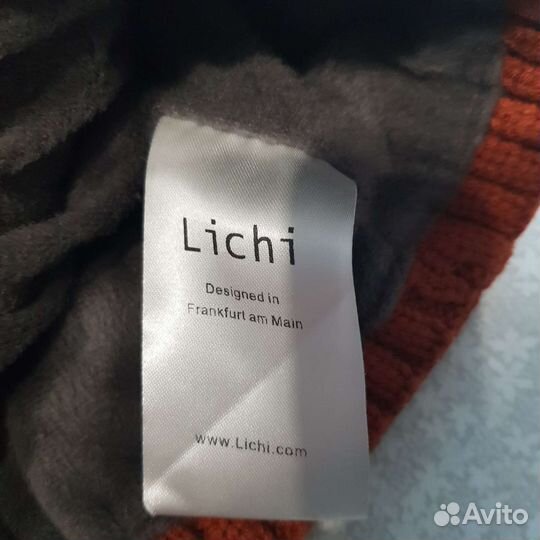 Lichi
Designed in
Frankfurt am Main
www.Lichi.com
Avito